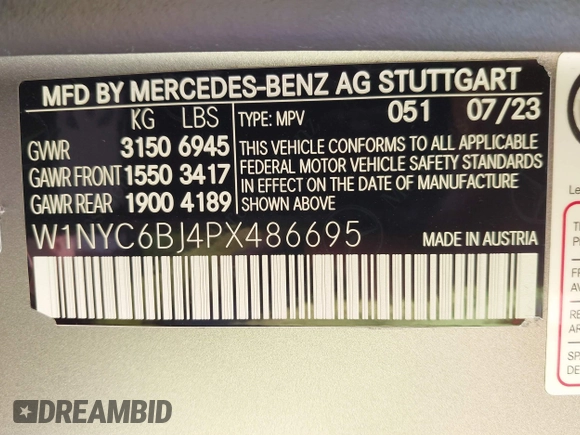 MFD BY MERCEDES-BENZ AG STUTTGART
KG LBS TYPE: MPV 051 07/23
GVWR 3150 6945 THIS VEHICLE CONFORMS TO ALL APPLICABLE
GAWR FRONT 1550 3417 FEDERAL MOTOR VEHICLE SAFETY STANDARDS
IN EFFECT ON THE DATE OF MANUFACTURE
GAWR REAR 1900 4189 SHOWN ABOVE.
W1NYC6BJ4PX486695 MADE IN AUSTRIA
DREAMBID